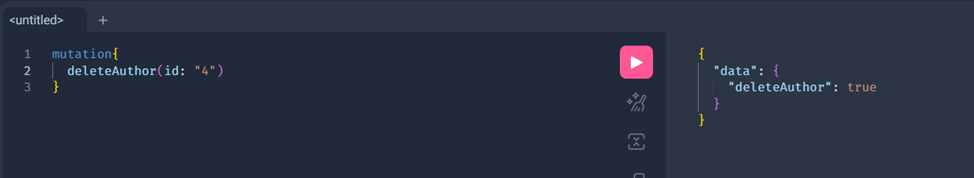 <untitled> +
1 mutation{
2 deleteAuthor(id: "4")
3 }
{
"data": {
"deleteAuthor": true
}
}